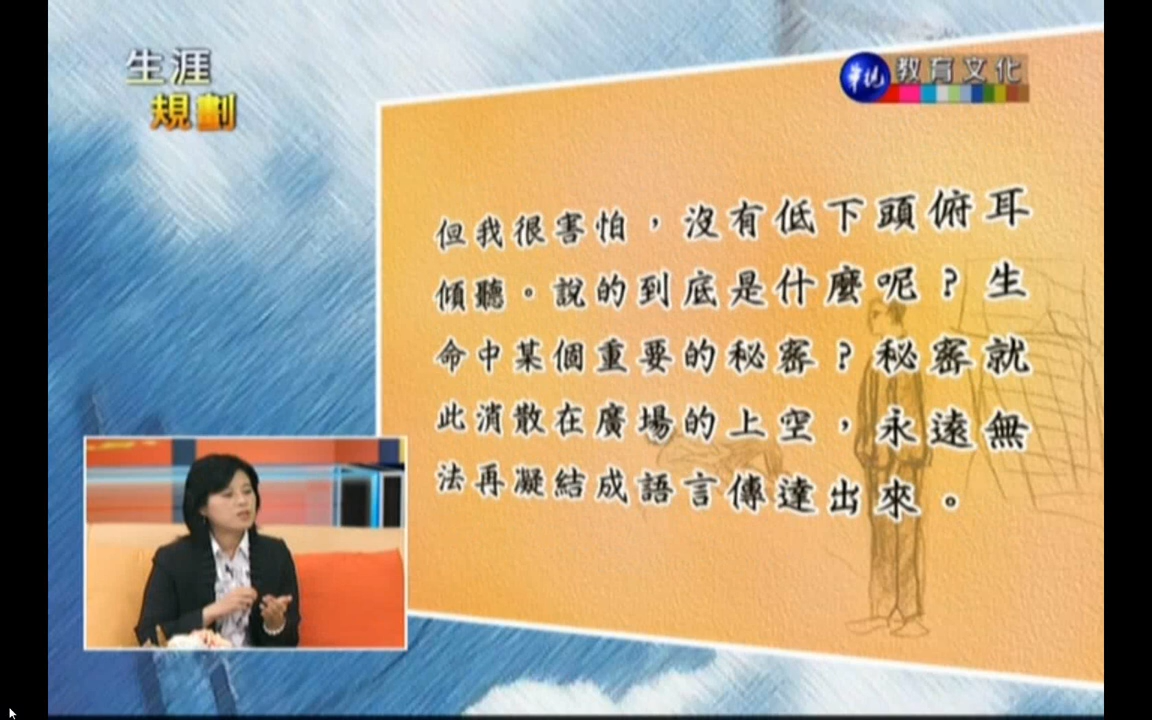 生涯
規劃
華視 教育文化
但我很害怕，沒有低下頭俯耳
傾聽。說的到底是什麼呢？生
命中某個重要的秘密？秘密就
此消散在廣場的上空，永遠無
法再凝結成語言傳達出來。